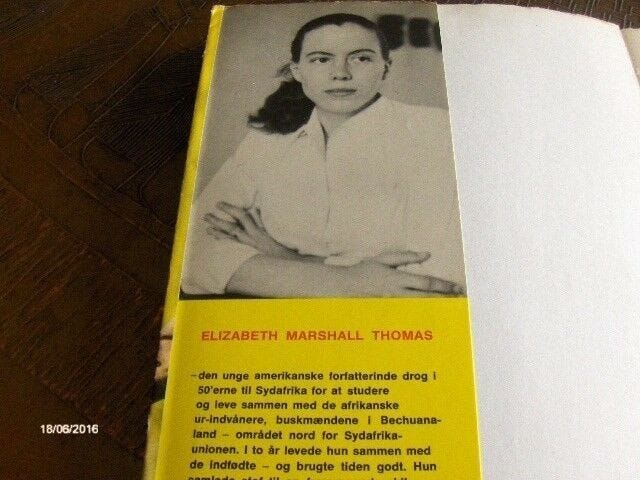 ELIZABETH MARSHALL THOMAS
–den unge amerikanske forfatterinde drog i
50'erne til Sydafrika for at studere
og leve sammen med de afrikanske
ur-indvånere, buskmændene i Bechuana-
land – området nord for Sydafrika-
unionen. I to år levede hun sammen med
de indfødte – og brugte tiden godt. Hun
18/06/2016